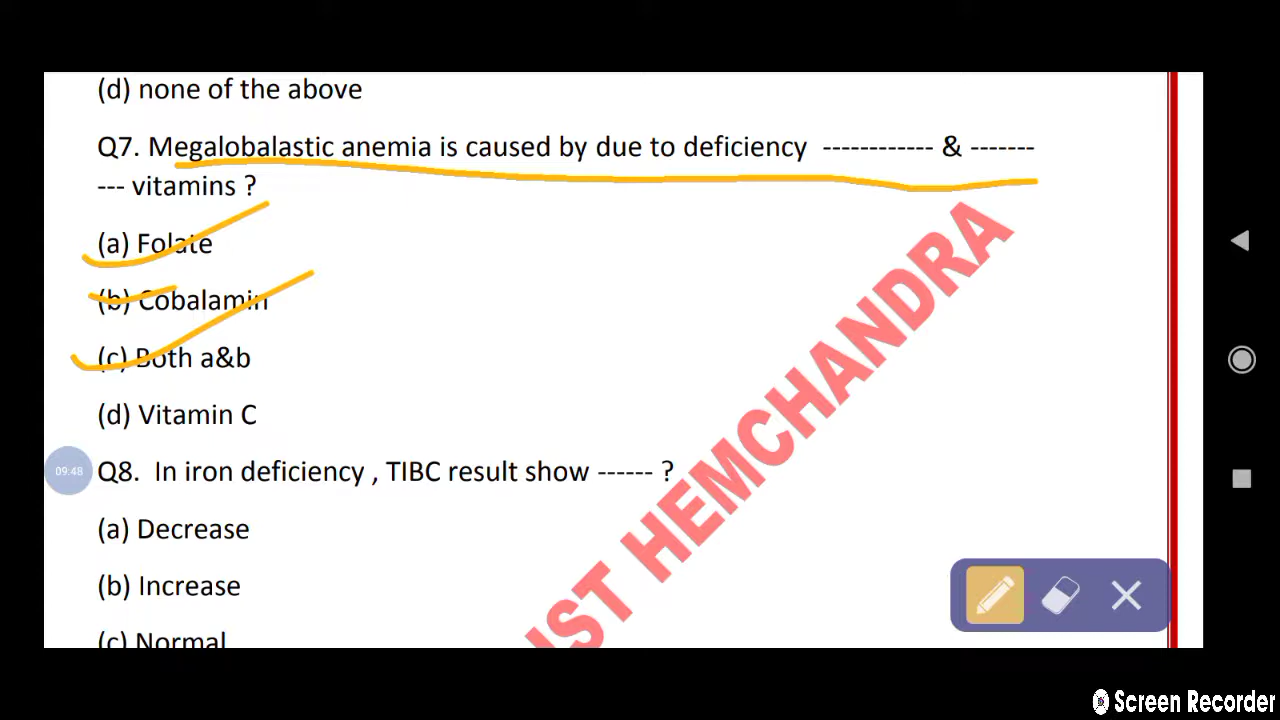 (d) none of the above
Q7. Megalobalastic anemia is caused by due to deficiency ------------ & -------
--- vitamins ?
(a) Folate
(b) Cobalamin
(c) Both a&b
(d) Vitamin C
09:48
Q8. In iron deficiency , TIBC result show ------ ?
(a) Decrease
(b) Increase
(c) Normal
HEMCHANDRA
Screen Recorder